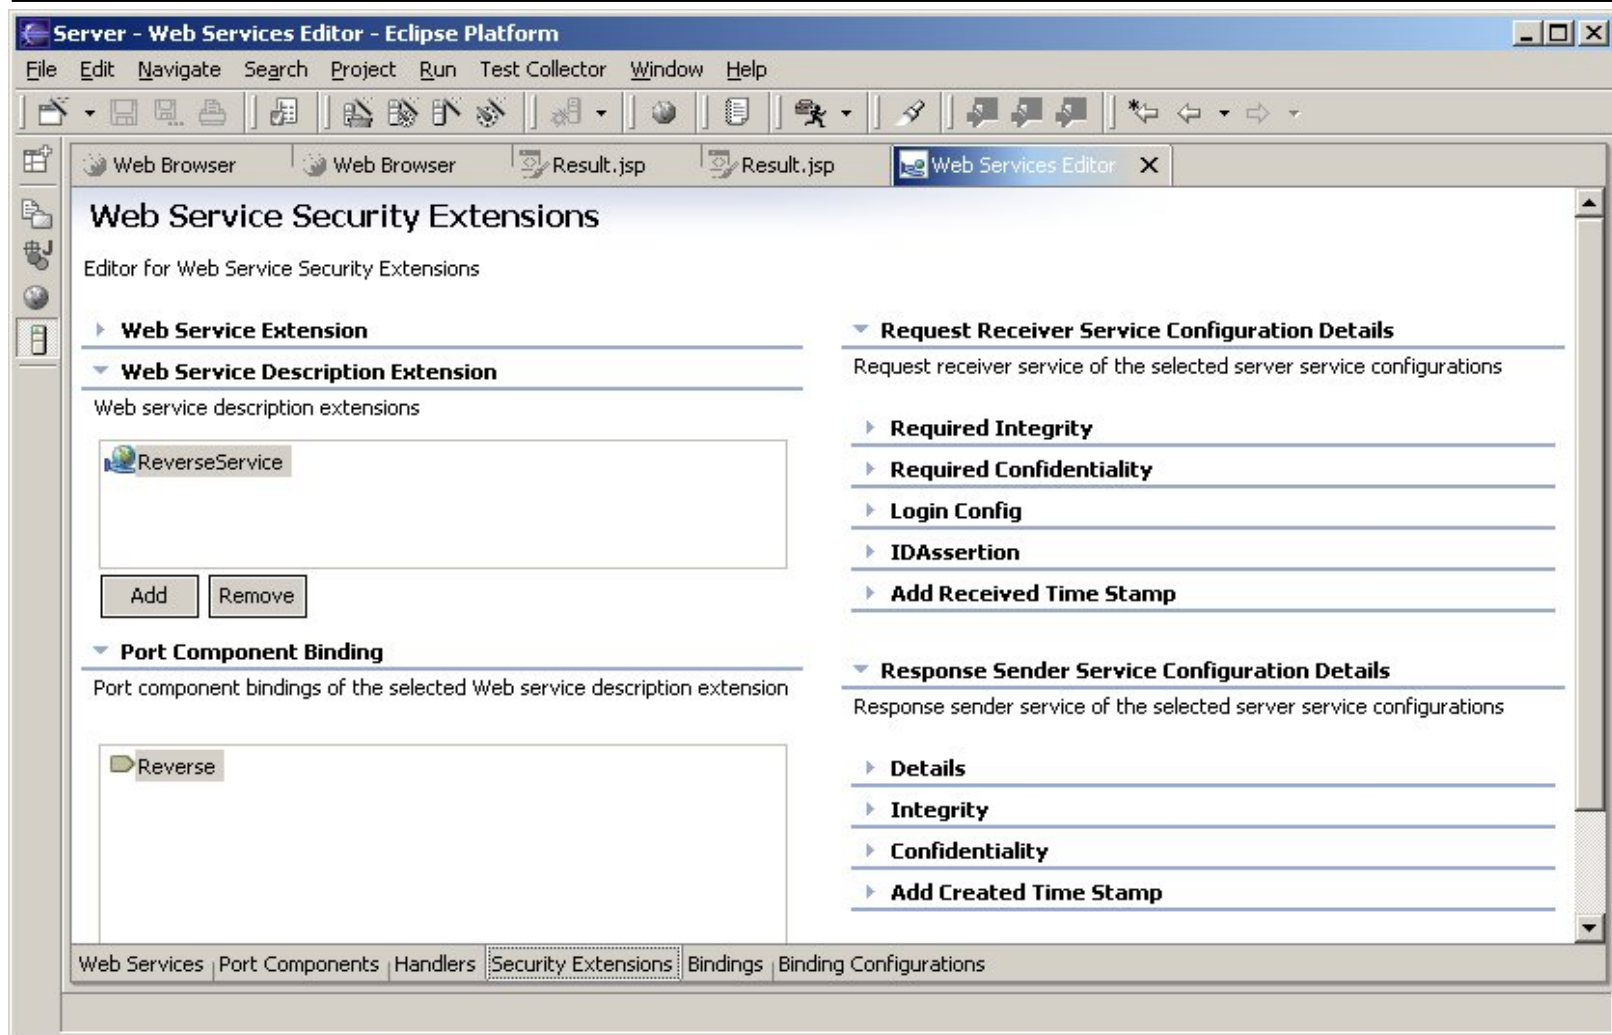 Server - Web Services Editor - Eclipse Platform
File Edit Navigate Search Project Run Test Collector Window Help
Web Browser Web Browser Result.jsp Result.jsp Web Services Editor
Web Service Security Extensions
Editor for Web Service Security Extensions
Web Service Extension
Web Service Description Extension
Web service description extensions
ReverseService
Add Remove
Port Component Binding
Port component bindings of the selected Web service description extension
Reverse
Request Receiver Service Configuration Details
Request receiver service of the selected server service configurations
Required Integrity
Required Confidentiality
Login Config
IDAssertion
Add Received Time Stamp
Response Sender Service Configuration Details
Response sender service of the selected server service configurations
Details
Integrity
Confidentiality
Add Created Time Stamp
Web Services Port Components Handlers Security Extensions Bindings Binding Configurations